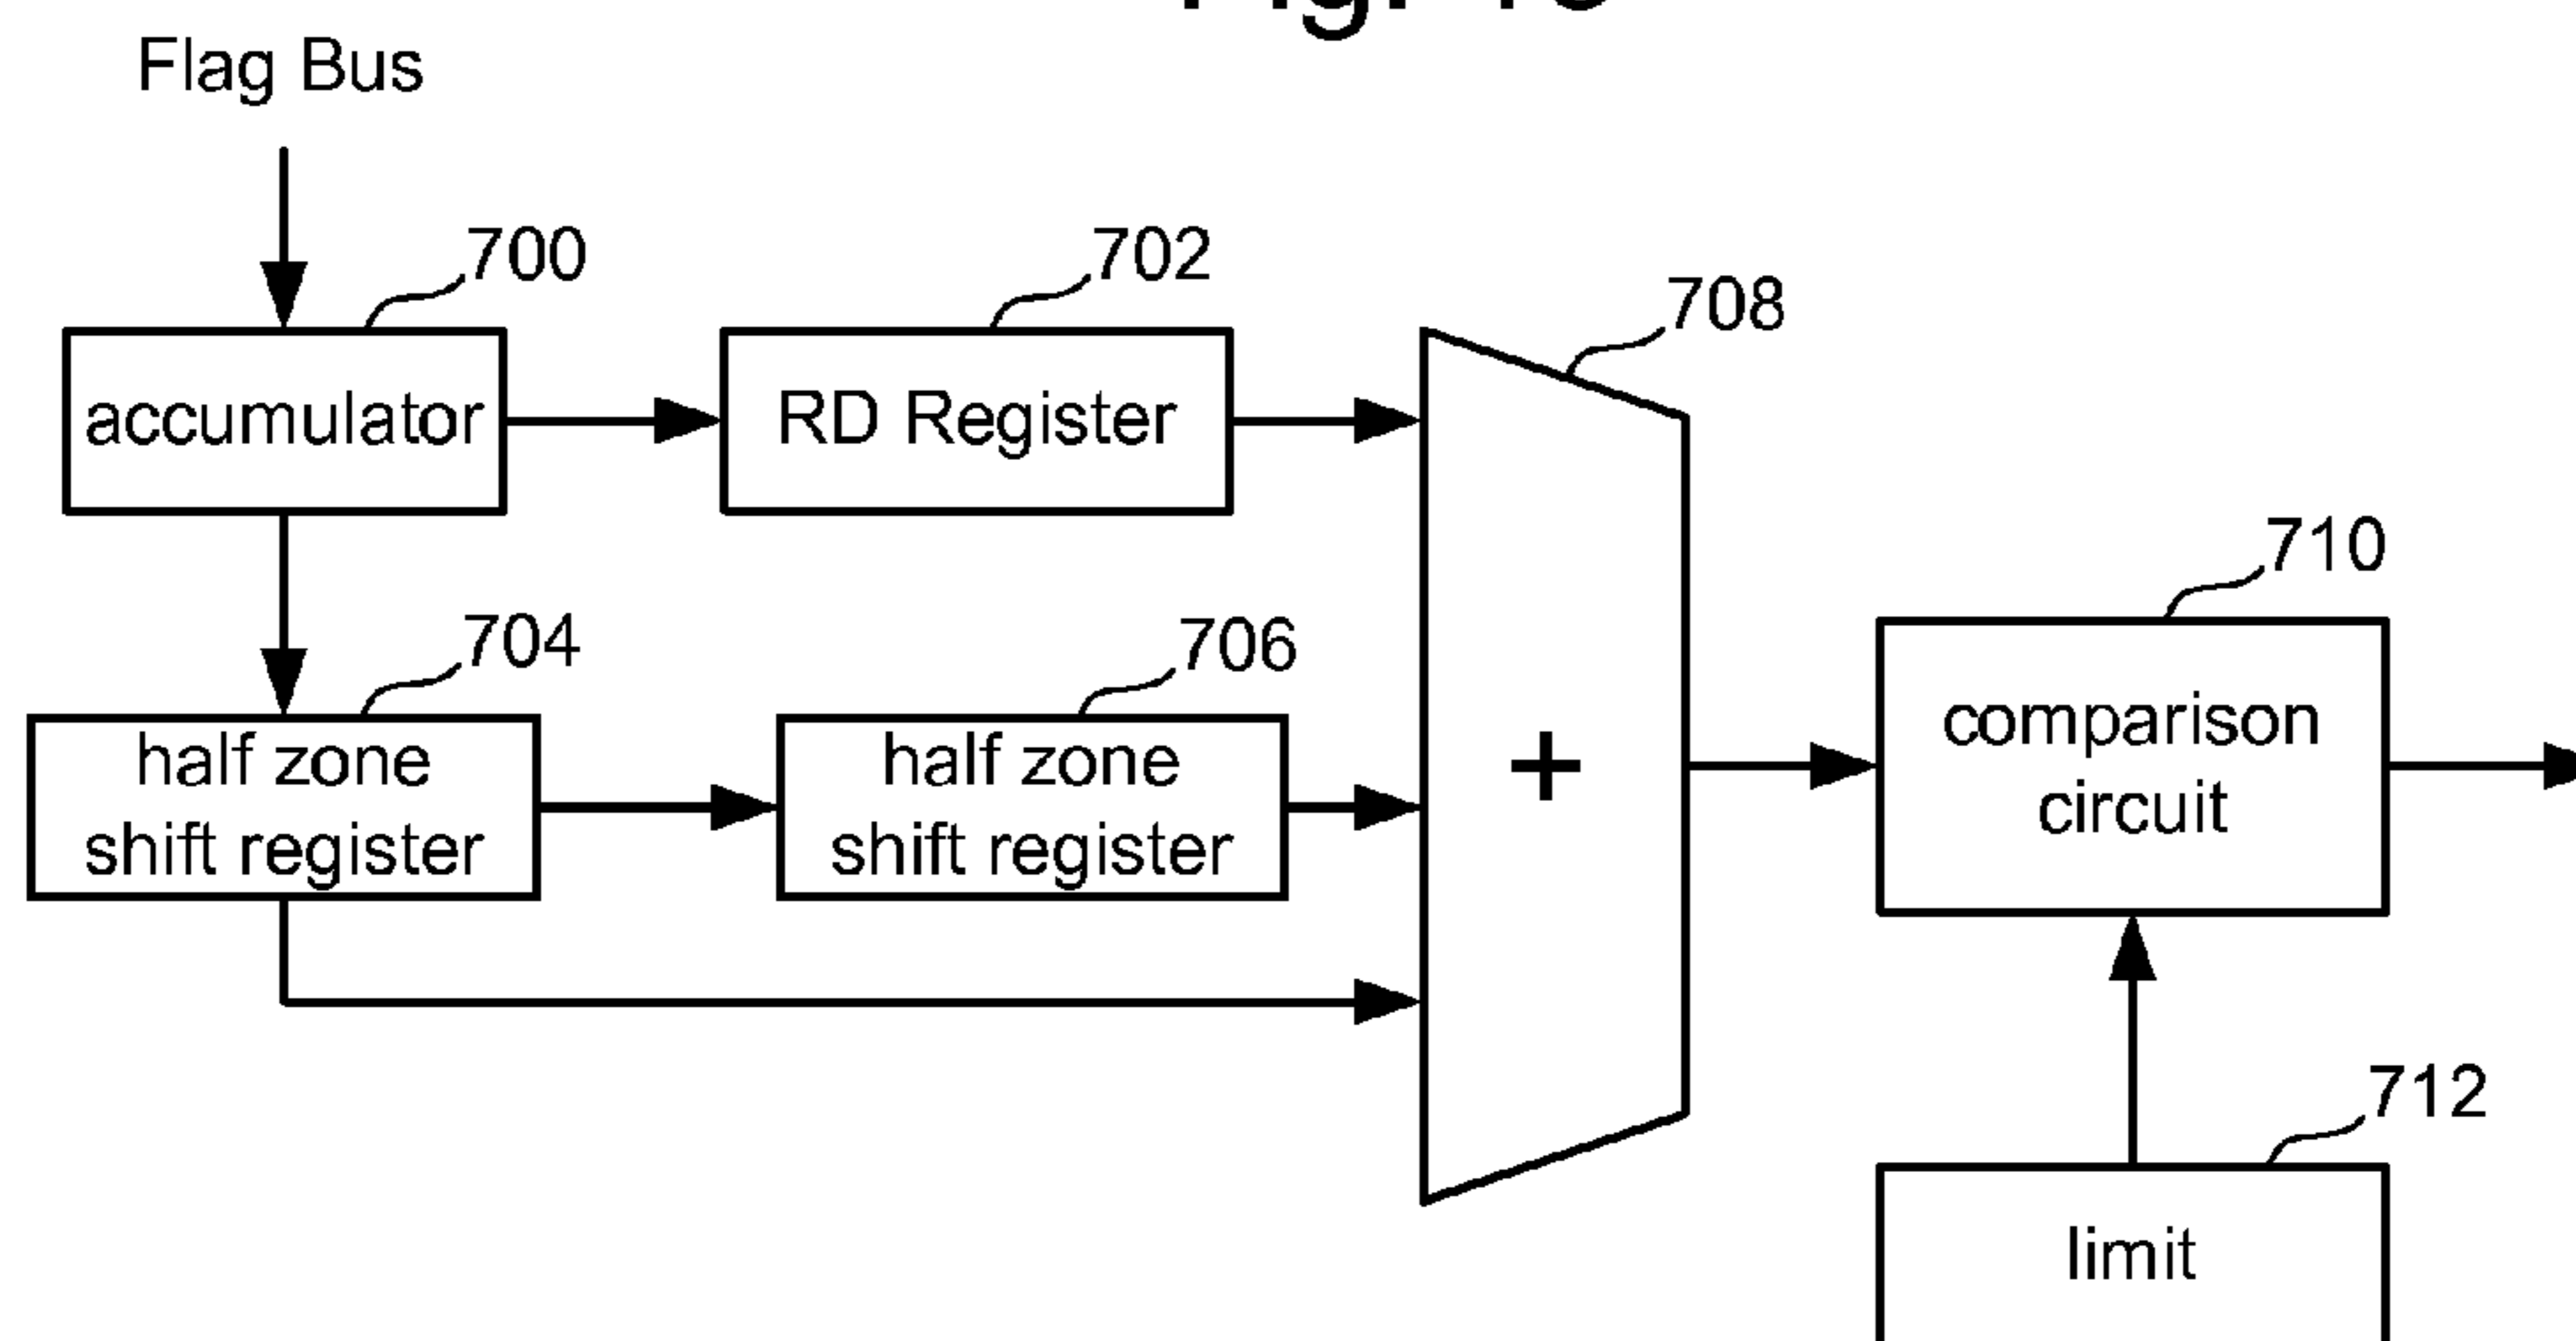 Flag Bus
700
702
708
accumulator
RD Register
710
704
706
half zone
shift register
half zone
shift register
+
comparison
circuit
712
limit